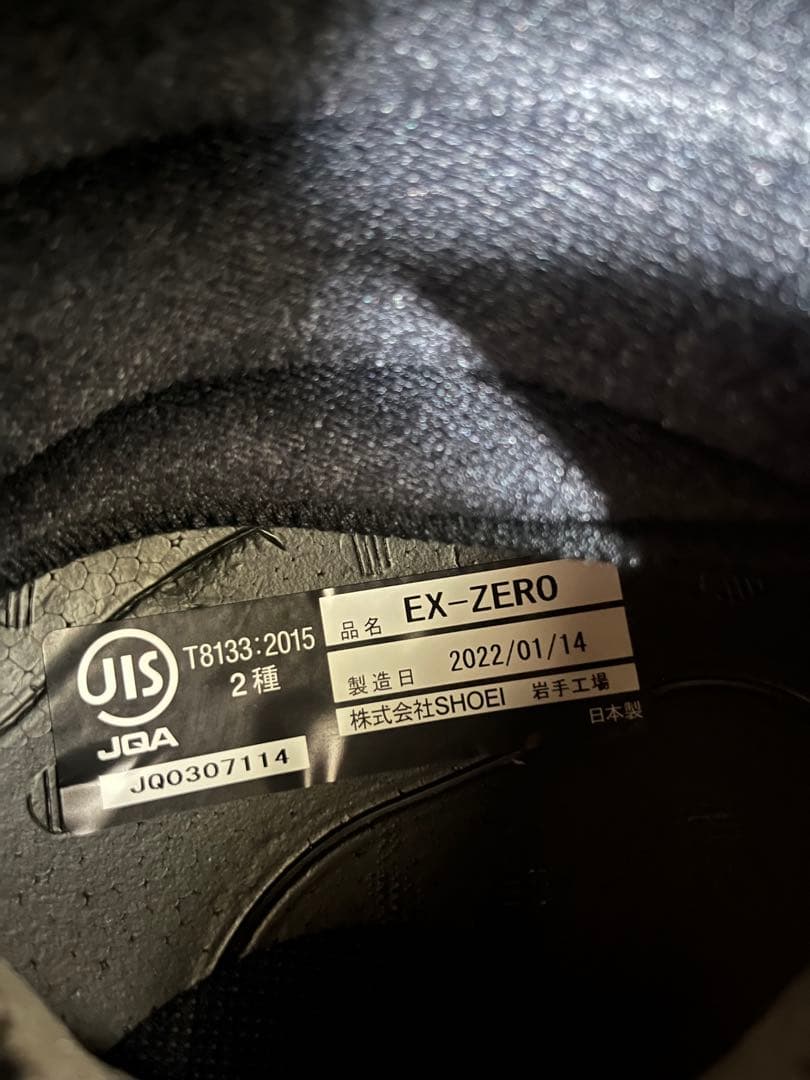 JIS
T8133:2015
2種
JQA
JQ0307114
品名 EX-ZERO
製造日 2022/01/14
株式会社SHOEI 岩手工場
日本製